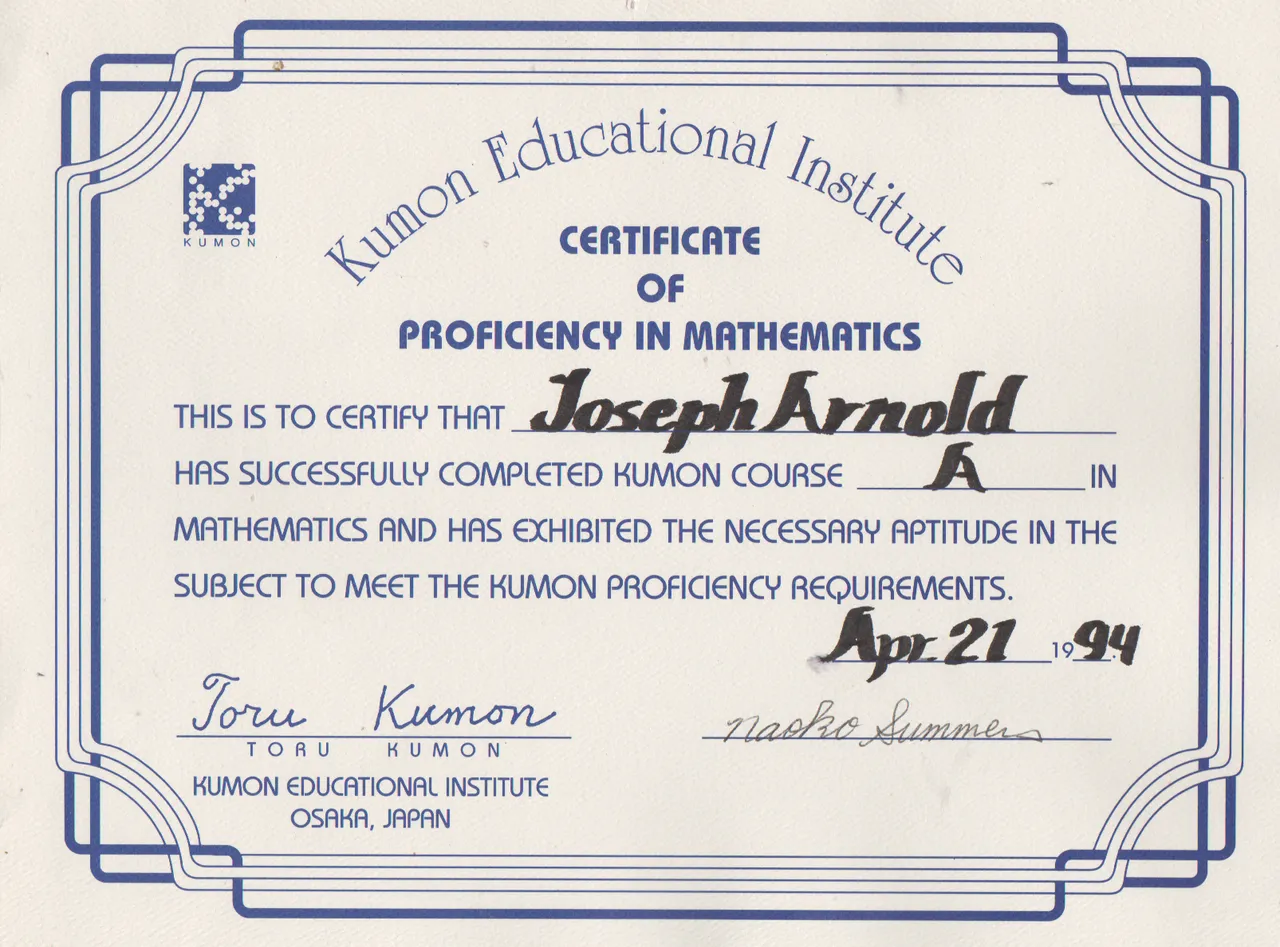 Kumon Educational Institute
KUMON
CERTIFICATE
OF
PROFICIENCY IN MATHEMATICS
THIS IS TO CERTIFY THAT Joseph Arnold
HAS SUCCESSFULLY COMPLETED KUMON COURSE A IN
MATHEMATICS AND HAS EXHIBITED THE NECESSARY APTITUDE IN THE
SUBJECT TO MEET THE KUMON PROFICIENCY REQUIREMENTS.
Apr. 21 1994.
Toru Kumon
Naoko Summers
TORU KUMON
KUMON EDUCATIONAL INSTITUTE
OSAKA, JAPAN